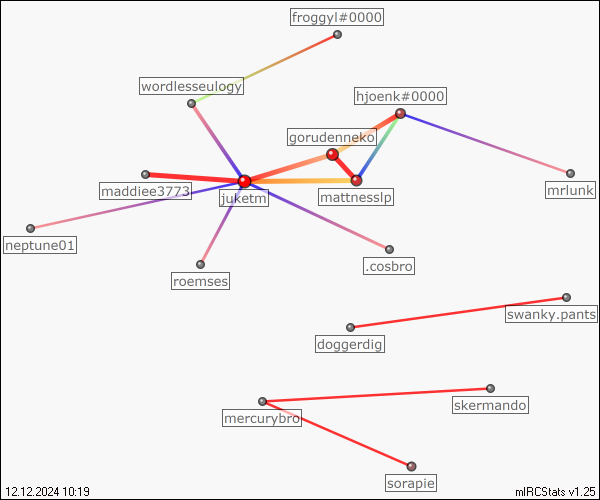 froggyl#0000
wordlesseulogy
hjoenk#0000
gorudenneko
maddiee3773
juketm
mattnesslp
mrlunk
neptune01
.cosbro
roemses
swanky.pants
doggerdig
skermando
mercurybro
sorapie
12.12.2024 10:19
mIRCStats v1.25